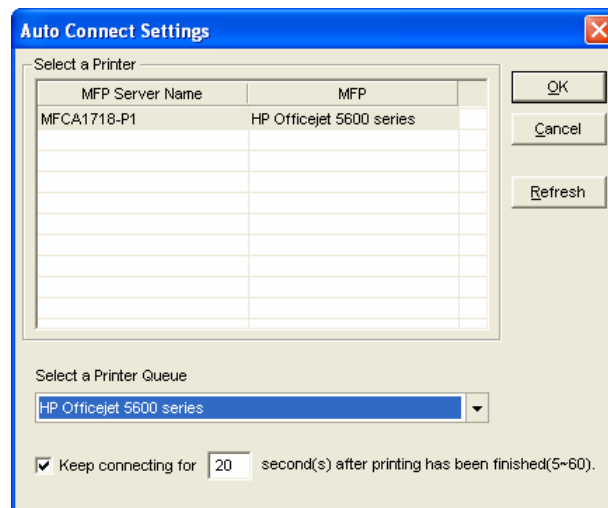 Auto Connect Settings
Select a Printer
MFP Server Name MFP
MFCA1718-P1 HP Officejet 5600 series
OK
Cancel
Refresh
Select a Printer Queue
HP Officejet 5600 series
Keep connecting for 20 second(s) after printing has been finished(5~60).